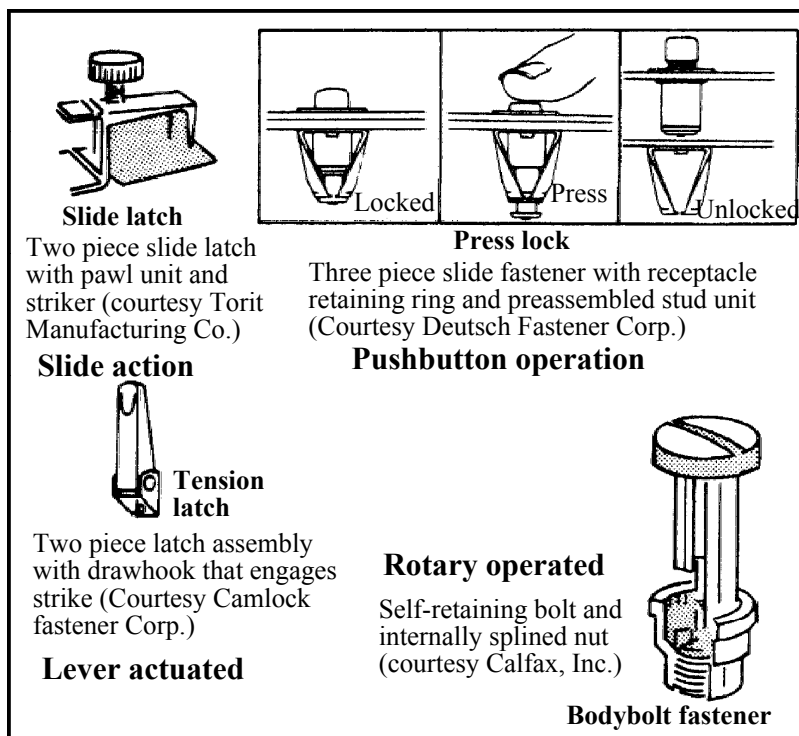 Locked
Press
Unlocked
Slide latch
Two piece slide latch
with pawl unit and
striker (courtesy Torit
Manufacturing Co.)
Slide action
Press lock
Three piece slide fastener with receptacle
retaining ring and preassembled stud unit
(Courtesy Deutsch Fastener Corp.)
Pushbutton operation
Tension
latch
Two piece latch assembly
with drawhook that engages
strike (Courtesy Camlock
fastener Corp.)
Lever actuated
Rotary operated
Self-retaining bolt and
internally splined nut
(courtesy Calfax, Inc.)
Bodybolt fastener